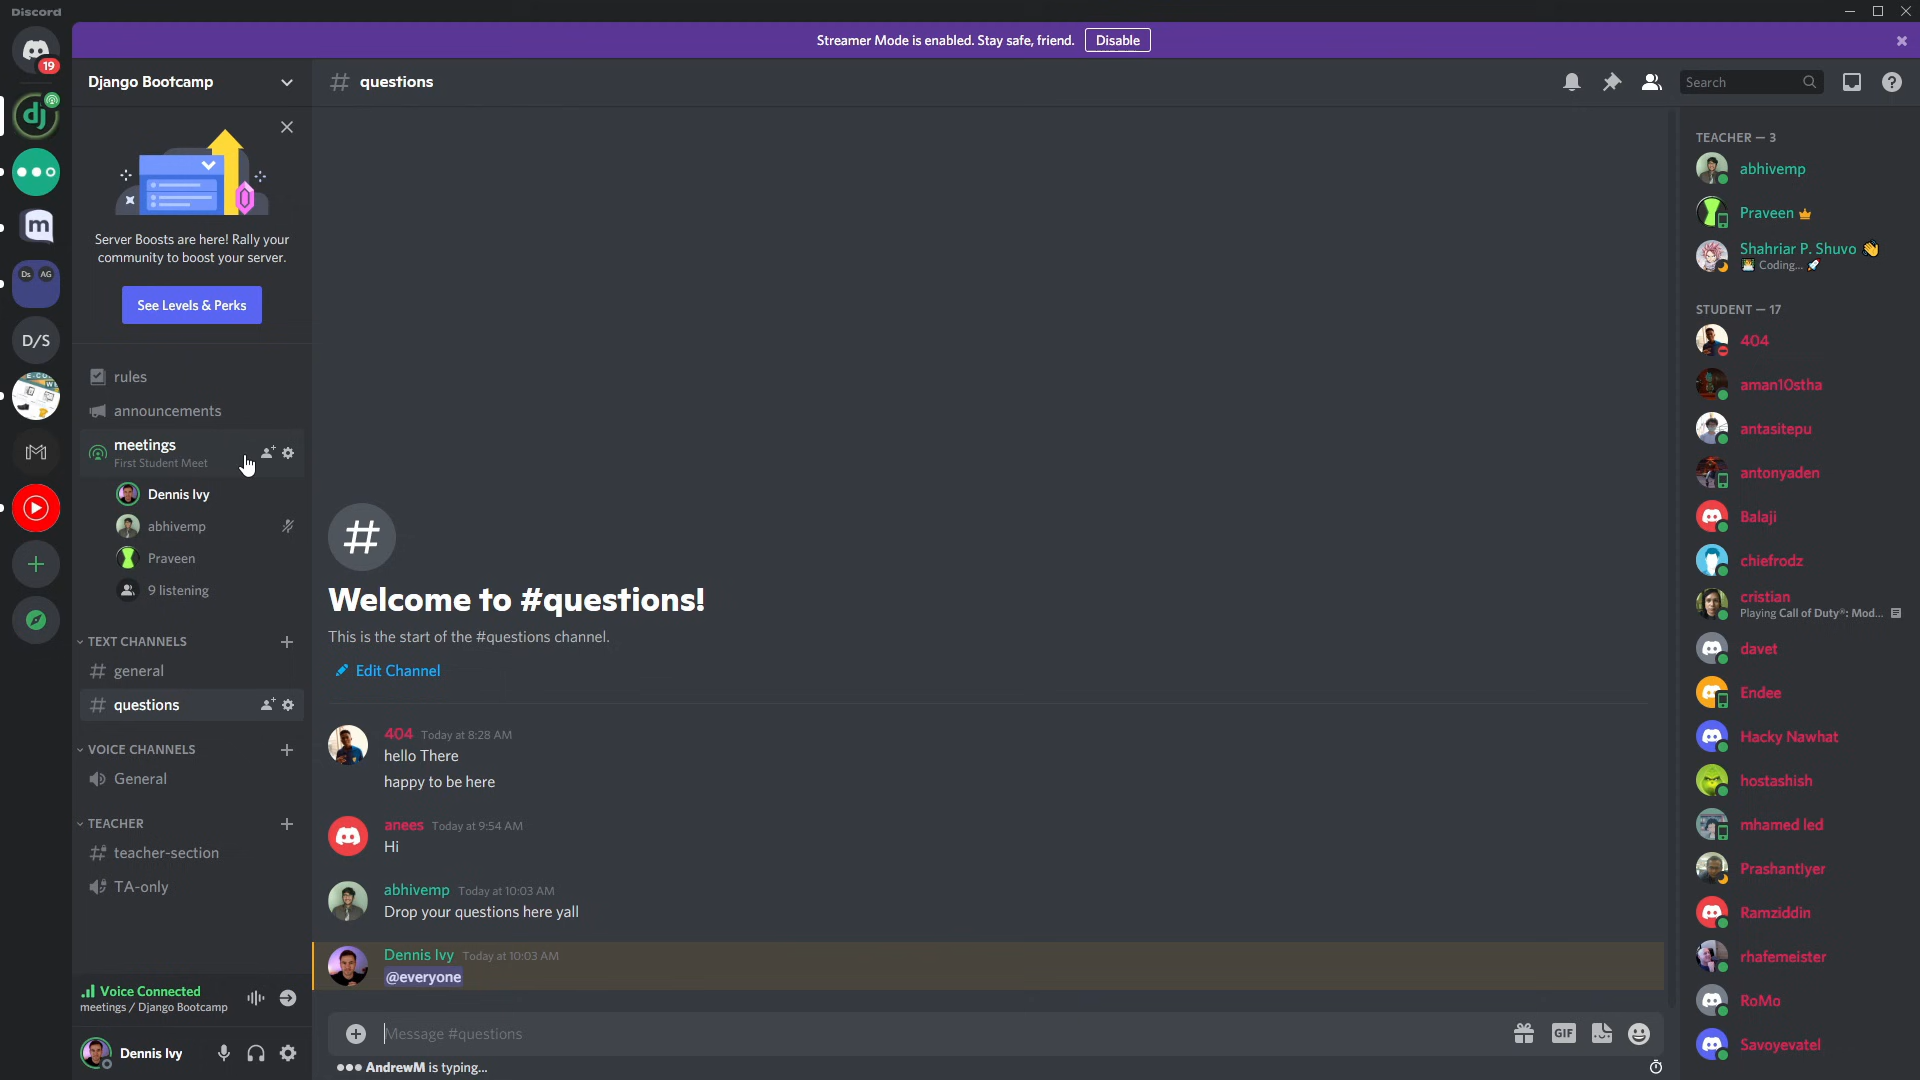 Discord
Streamer Mode is enabled. Stay safe, friend.
Disable
19
dj
m
Ds AG
D/S
Django Bootcamp
Server Boosts are here! Rally your
community to boost your server.
See Levels & Perks
rules
announcements
meetings
First Student Meet
Dennis Ivy
abhivemp
Praveen
9 listening
TEXT CHANNELS
general
questions
VOICE CHANNELS
General
TEACHER
teacher-section
TA-only
Voice Connected
meetings / Django Bootcamp
Dennis Ivy
# questions
Search
Welcome to #questions!
This is the start of the #questions channel.
Edit Channel
404 Today at 8:28 AM
hello There
happy to be here
anees Today at 9:54 AM
Hi
abhivemp Today at 10:03 AM
Drop your questions here yall
Dennis Ivy Today at 10:03 AM
@everyone
Message #questions
GIF
AndrewM is typing...
TEACHER — 3
abhivemp
Praveen
Shahriar P. Shuvo 👋
Coding... 🚀
STUDENT — 17
404
aman10stha
antasitepu
antonyaden
Balaji
chiefrodz
cristian
Playing Call of Duty®: Mod...
davet
Endee
Hacky Nawhat
hostashish
mhamed led
PrashantIyer
Ramziddin
rhafemeister
RoMo
Savoyevatel